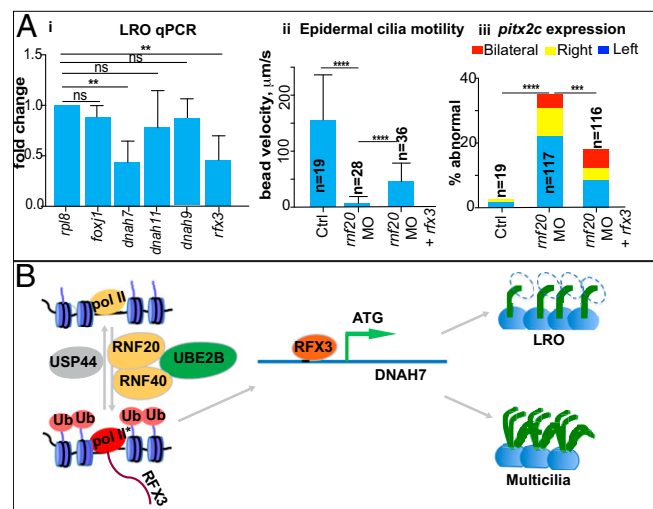 A
i
LRO qPCR
**
ns
ns
**
ns
fold change
1.5
1.0
0.5
0.0
rpl8
foxj1
dnah7
dnah11
dnah9
rfx3
ii Epidermal cilia motility
****
****
bead velocity, µm/s
200
100
0
n=19
n=28
n=36
Ctrl
rnf20
MO
rnf20
MO
+ rfx3
iii pitx2c expression
Bilateral Right Left
****
***
% abnormal
40
20
0
n=19
n=117
n=116
Ctrl
rnf20
MO
rnf20
MO
+ rfx3
B
pol II
USP44
RNF20
RNF40
UBE2B
Ub Ub
Ub Ub
pol II*
RFX3
RFX3
ATG
DNAH7
LRO
Multicilia